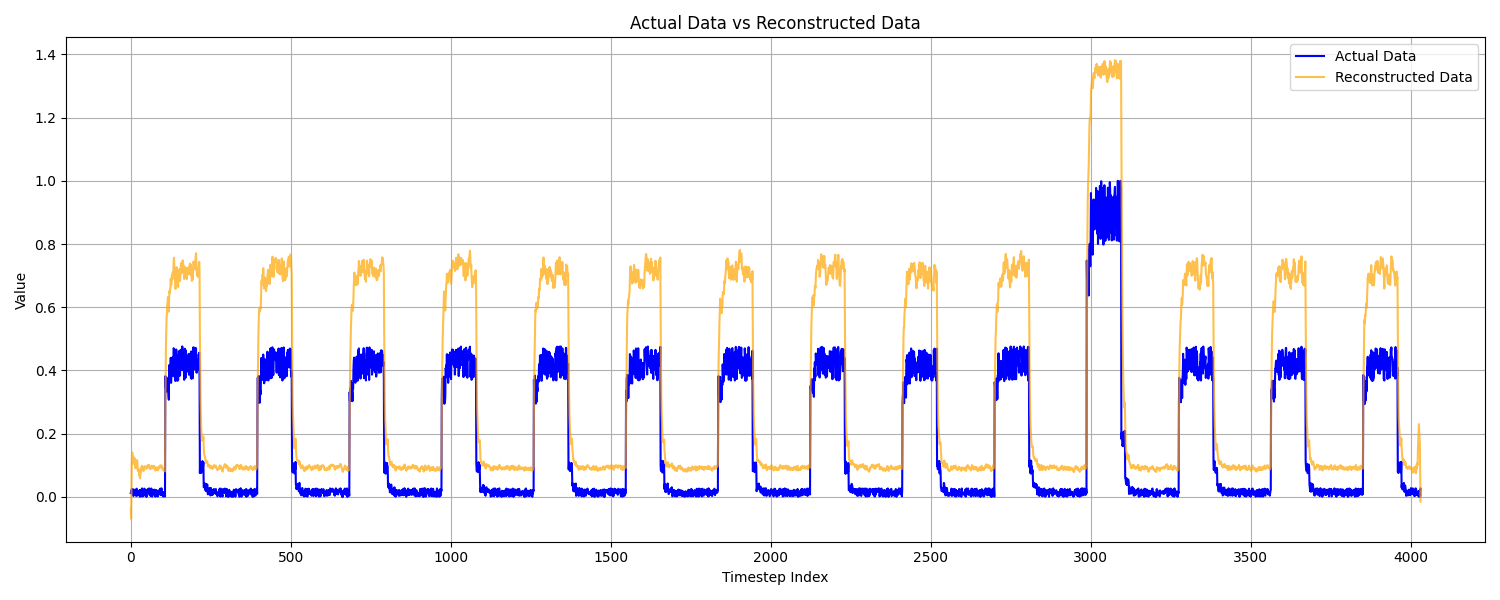 Actual Data vs Reconstructed Data
Actual Data
Reconstructed Data
Value
1.4
1.2
1.0
0.8
0.6
0.4
0.2
0.0
0 500 1000 1500 2000 2500 3000 3500 4000
Timestep Index